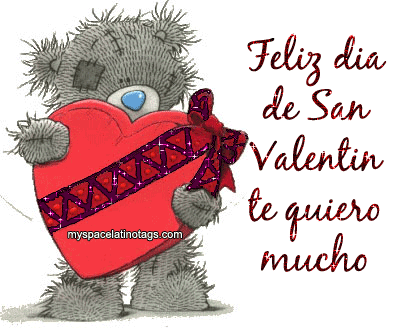 Feliz dia
de San
Valentin
te quiero
mucho
myspacelatinotags.com